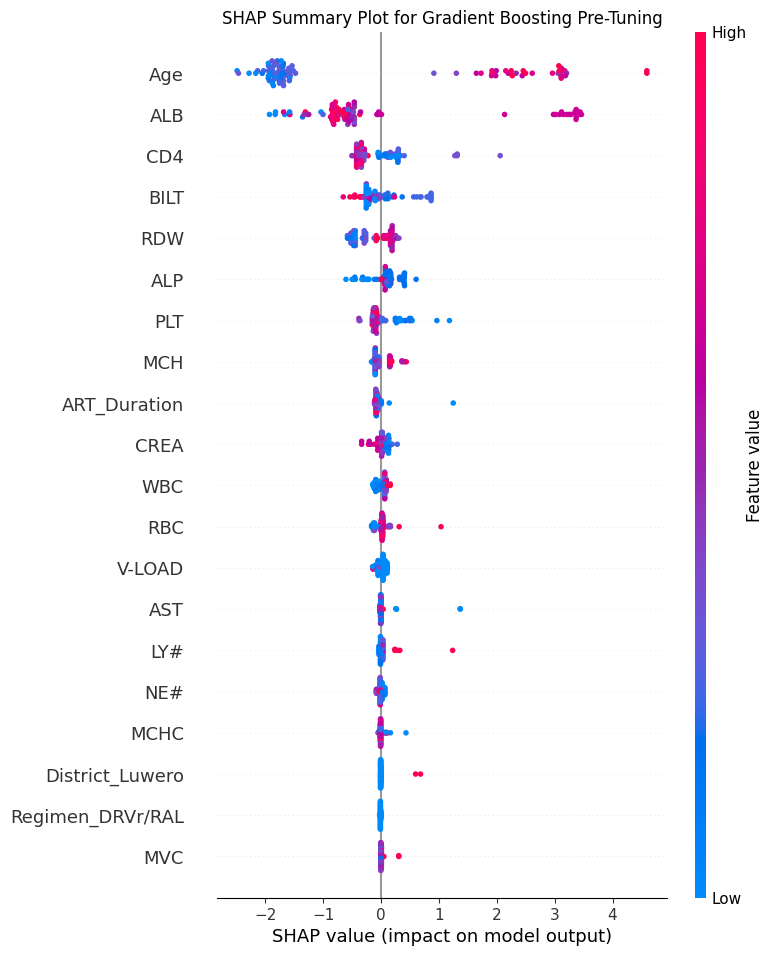 SHAP Summary Plot for Gradient Boosting Pre-Tuning
High
Age
ALB
CD4
BILT
RDW
ALP
PLT
MCH
ART_Duration
CREA
WBC
RBC
V-LOAD
AST
LY#
NE#
MCHC
District_Luwero
Regimen_DRVr/RAL
MVC
Feature value
Low
−2 −1 0 1 2 3 4
SHAP value (impact on model output)